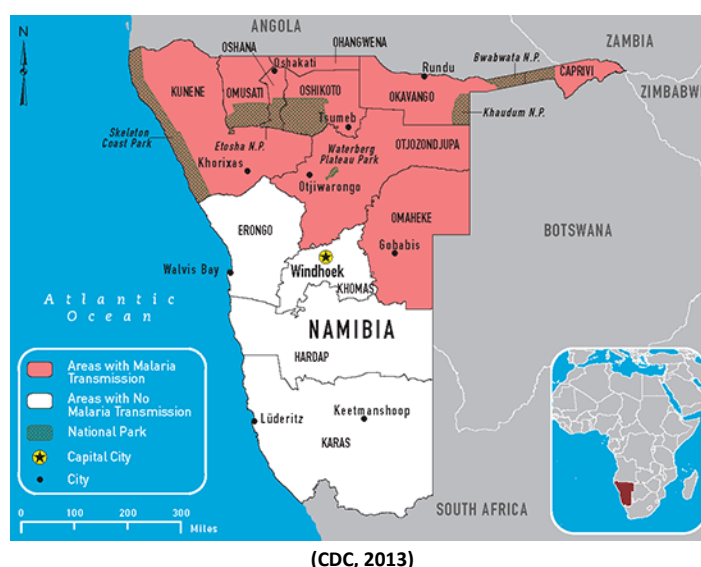 ANGOLA
ZAMBIA
ZIMBABW
N
OSHANA
OHANGWENA
Oshakati
Rundu
Bwabwata N.P.
CAPRIVI
KUNENE
OMUSATI
OSHIKOTO
OKAVANGO
Khaudum N.P.
Tsumeb
Skeleton
Coast Park
Etosha N.P.
Waterberg
Plateau Park
OTJOZONDJUPA
Khorixas
Otjiwarongo
OMAHEKE
ERONGO
Gobabis
BOTSWANA
Walvis Bay
Windhoek
KHOMAS
Atlantic
Ocean
NAMIBIA
HARDAP
Areas with Malaria
Transmission
Areas with No
Malaria Transmission
National Park
Capital City
City
Lüderitz
Keetmanshoop
KARAS
SOUTH AFRICA
0 100 200 300
Miles
(CDC, 2013)